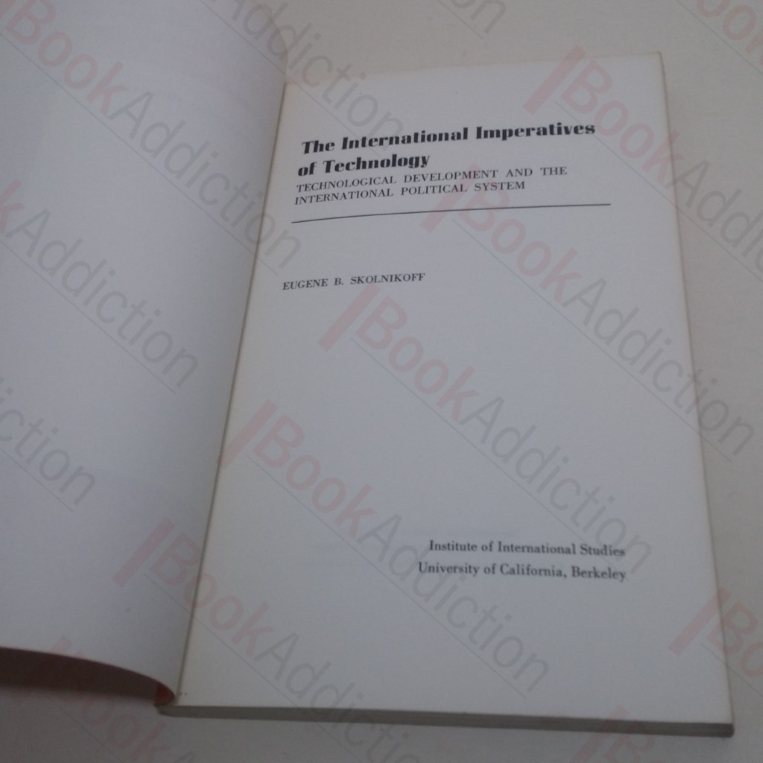 The International Imperatives
of Technology
TECHNOLOGICAL DEVELOPMENT AND THE
INTERNATIONAL POLITICAL SYSTEM
EUGENE B. SKOLNIKOFF
Institute of International Studies
University of California, Berkeley
BookAddiction